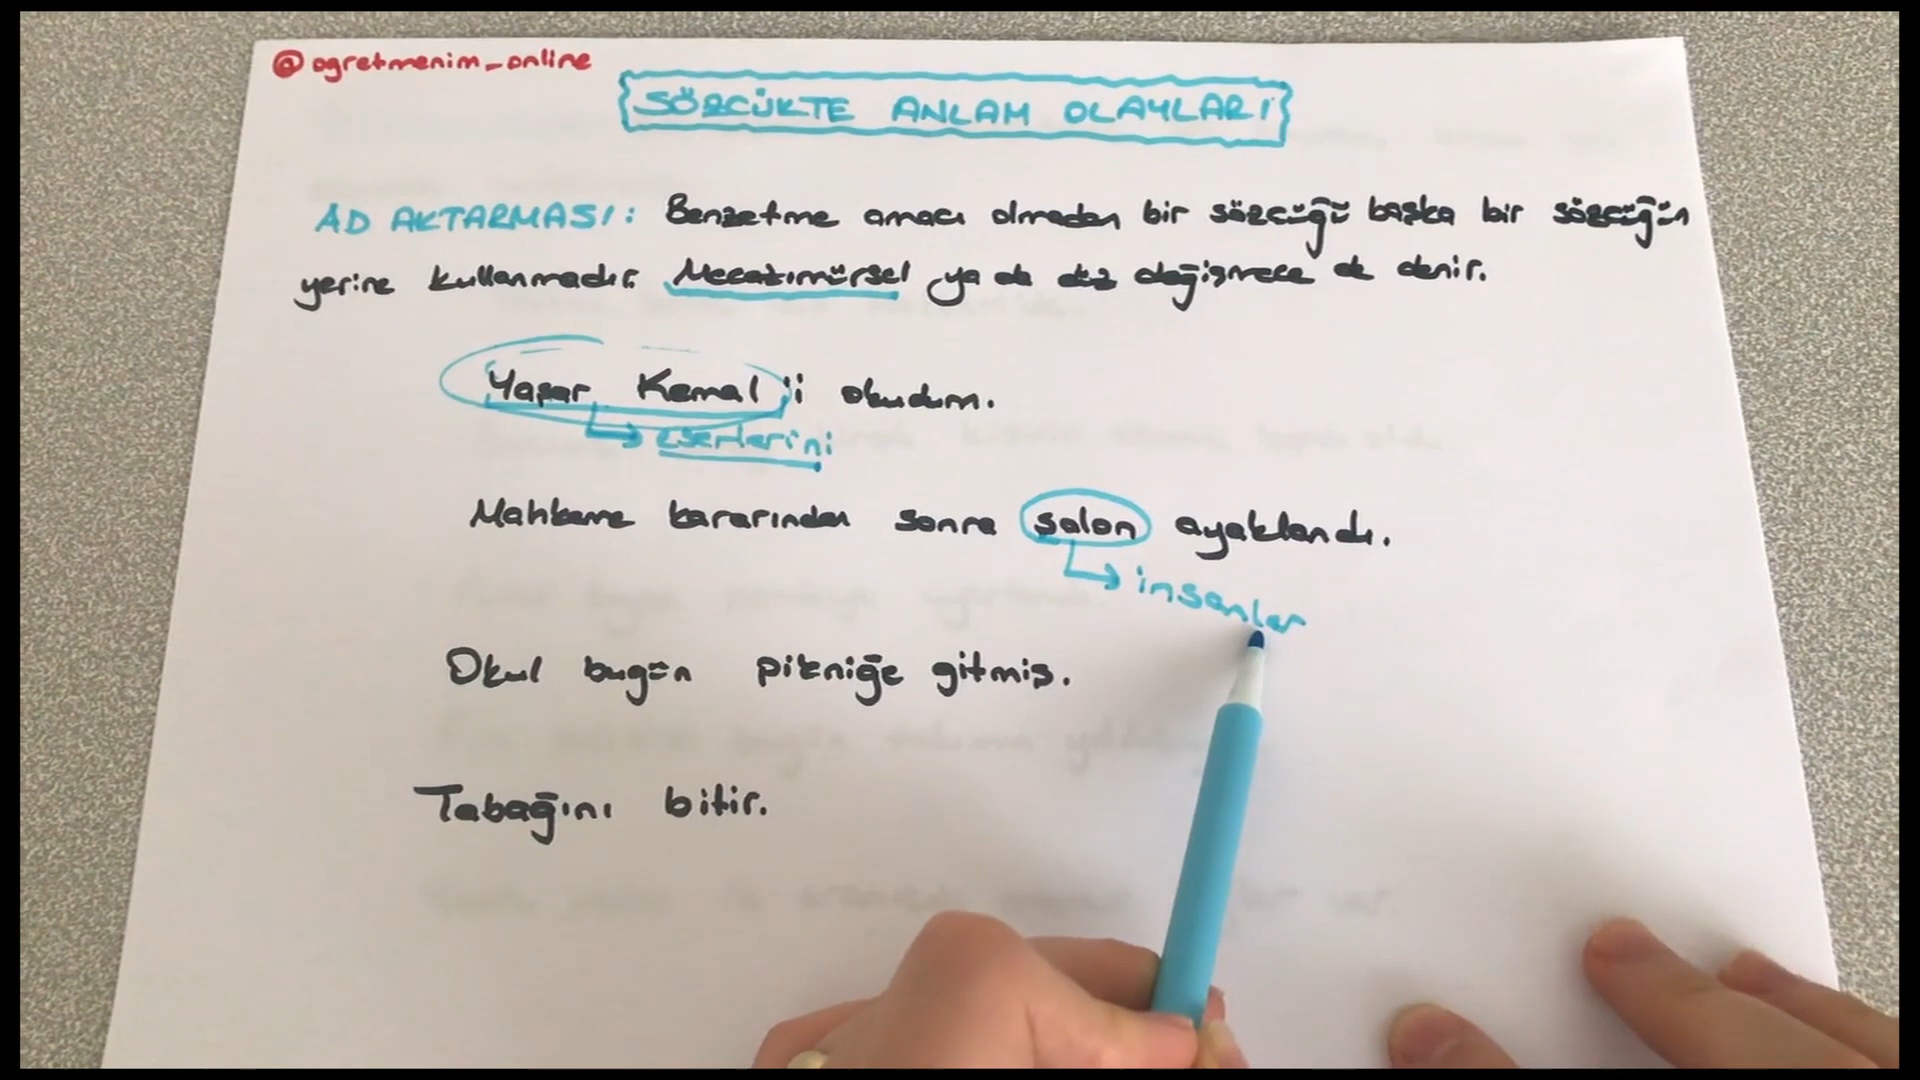 @ogretmenim_online
SÖZCÜKTE ANLAM OLAYLARI
AD AKTARMASI: Benzetme amacı olmadan bir sözcüğü başka bir sözcüğün
yerine kullanmadır. Mecazımürsel ya da düz değişmece de denir.
Yaşar Kemal'i okudum.
eserlerini
Mahkeme kararından sonra salon ayaklandı.
insanlar
Okul bugün pikniğe gitmiş.
Tabağını bitir.